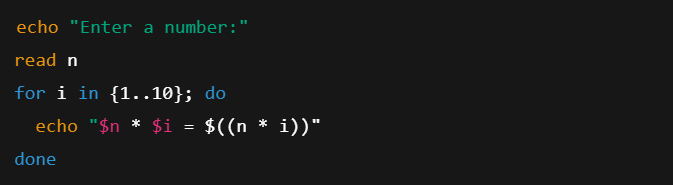 echo "Enter a number:"
read n
for i in {1..10}; do
  echo "$n * $i = $((n * i))"
done